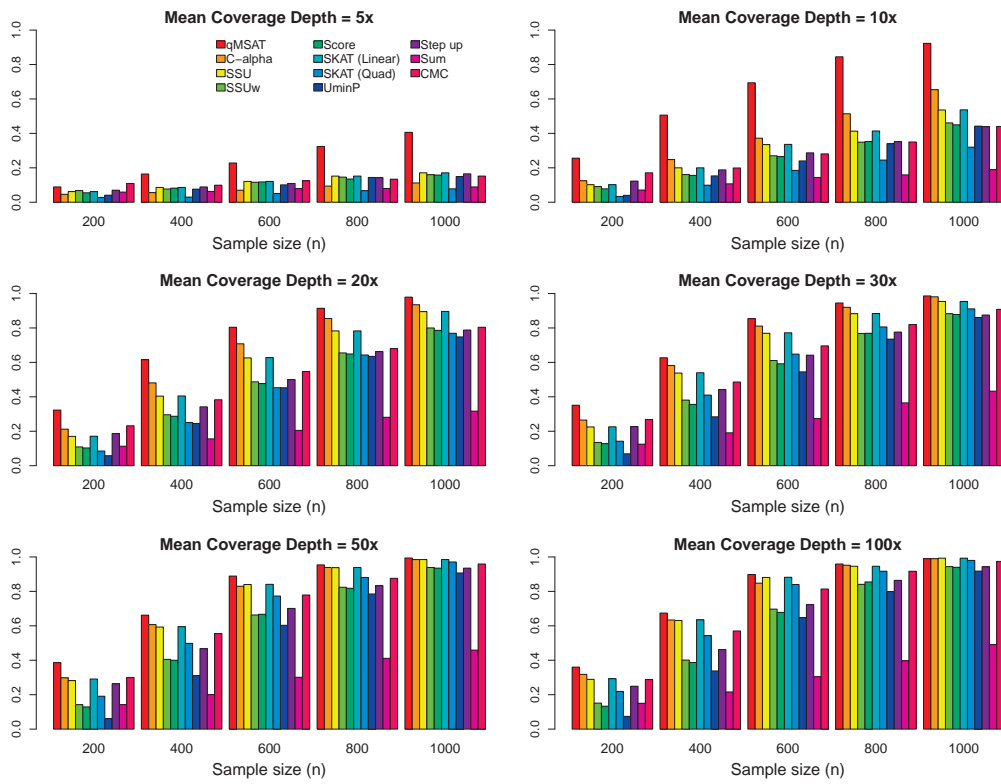 Mean Coverage Depth = 5x
0.0 0.2 0.4 0.6 0.8 1.0
qMSAT
C−alpha
SSU
SSUw
Score
SKAT (Linear)
SKAT (Quad)
UminP
Step up
Sum
CMC
200 400 600 800 1000
Sample size (n)
Mean Coverage Depth = 10x
0.0 0.2 0.4 0.6 0.8 1.0
200 400 600 800 1000
Sample size (n)
Mean Coverage Depth = 20x
0.0 0.2 0.4 0.6 0.8 1.0
200 400 600 800 1000
Sample size (n)
Mean Coverage Depth = 30x
0.0 0.2 0.4 0.6 0.8 1.0
200 400 600 800 1000
Sample size (n)
Mean Coverage Depth = 50x
0.0 0.2 0.4 0.6 0.8 1.0
200 400 600 800 1000
Sample size (n)
Mean Coverage Depth = 100x
0.0 0.2 0.4 0.6 0.8 1.0
200 400 600 800 1000
Sample size (n)